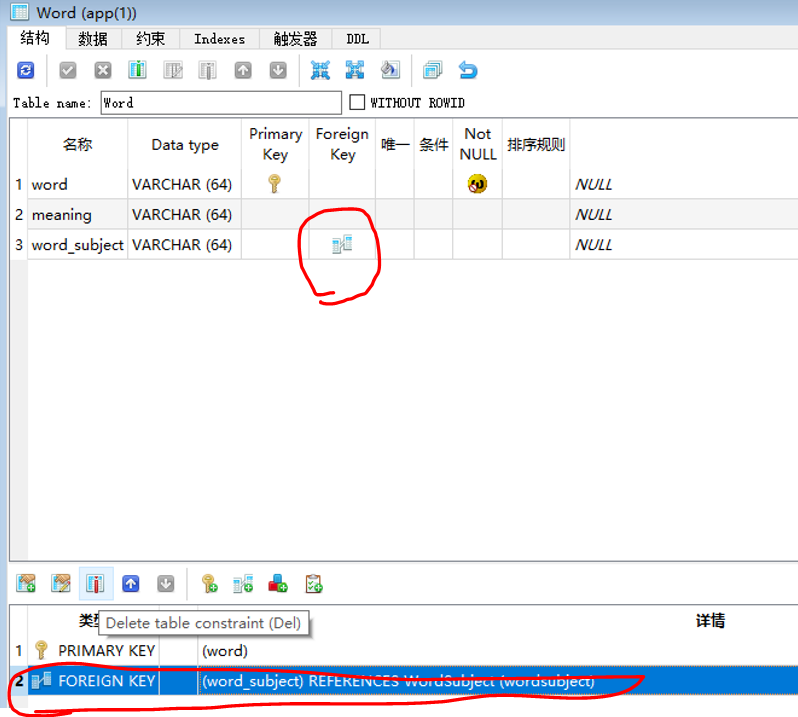 Word (app(1))
结构 数据 约束 Indexes 触发器 DDL
Table name: Word WITHOUT ROWID
名称 Data type Primary Key Foreign Key 唯一 条件 Not NULL 排序规则
1 word VARCHAR (64) NULL
2 meaning VARCHAR (64) NULL
3 word_subject VARCHAR (64) NULL
详情
Delete table constraint (Del)
1 PRIMARY KEY (word)
2 FOREIGN KEY (word_subject) REFERENCES WordSubject (wordsubject)